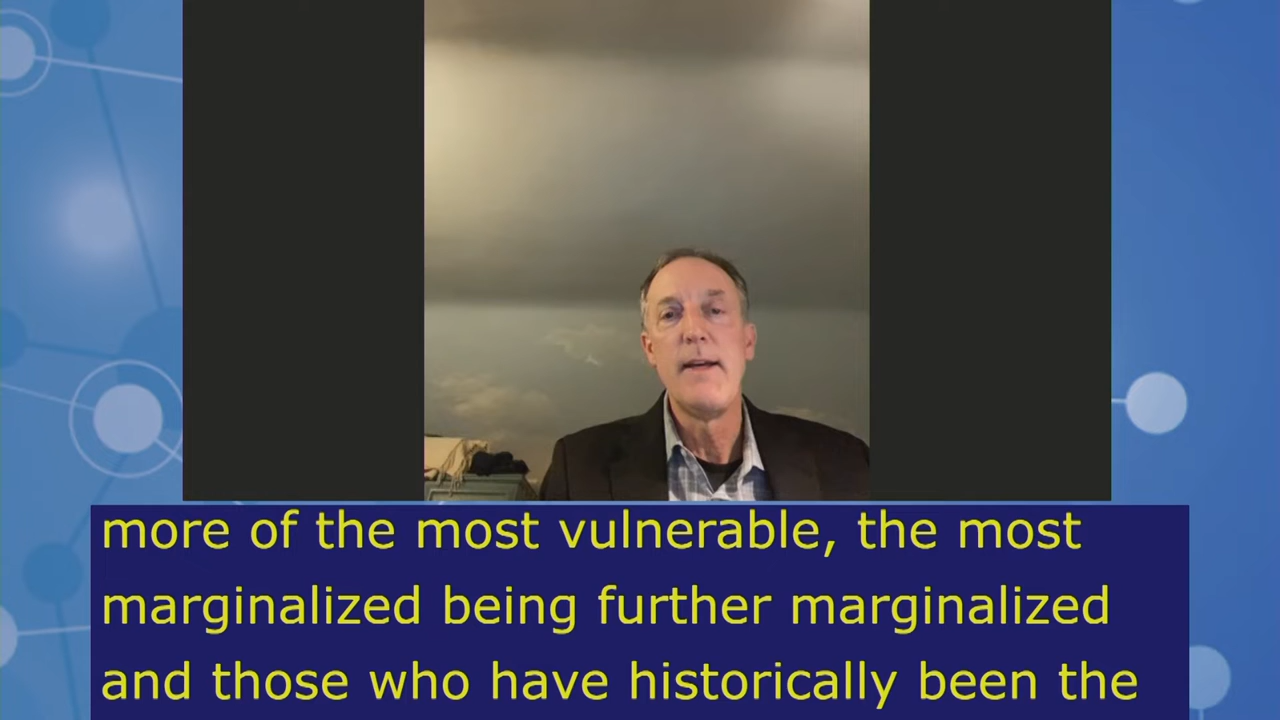 more of the most vulnerable, the most
marginalized being further marginalized
and those who have historically been the